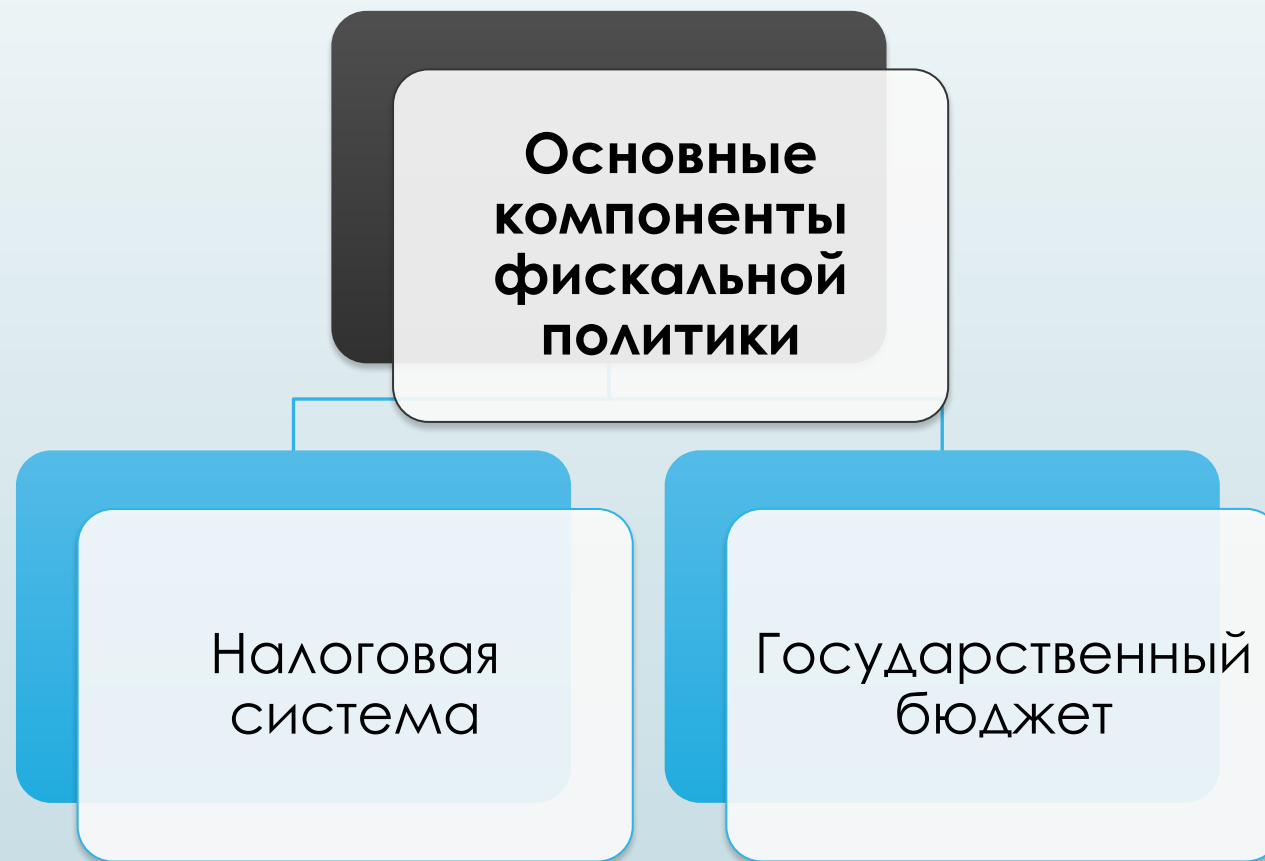 Основные
компоненты
фискальной
политики
Налоговая
система
Государственный
бюджет